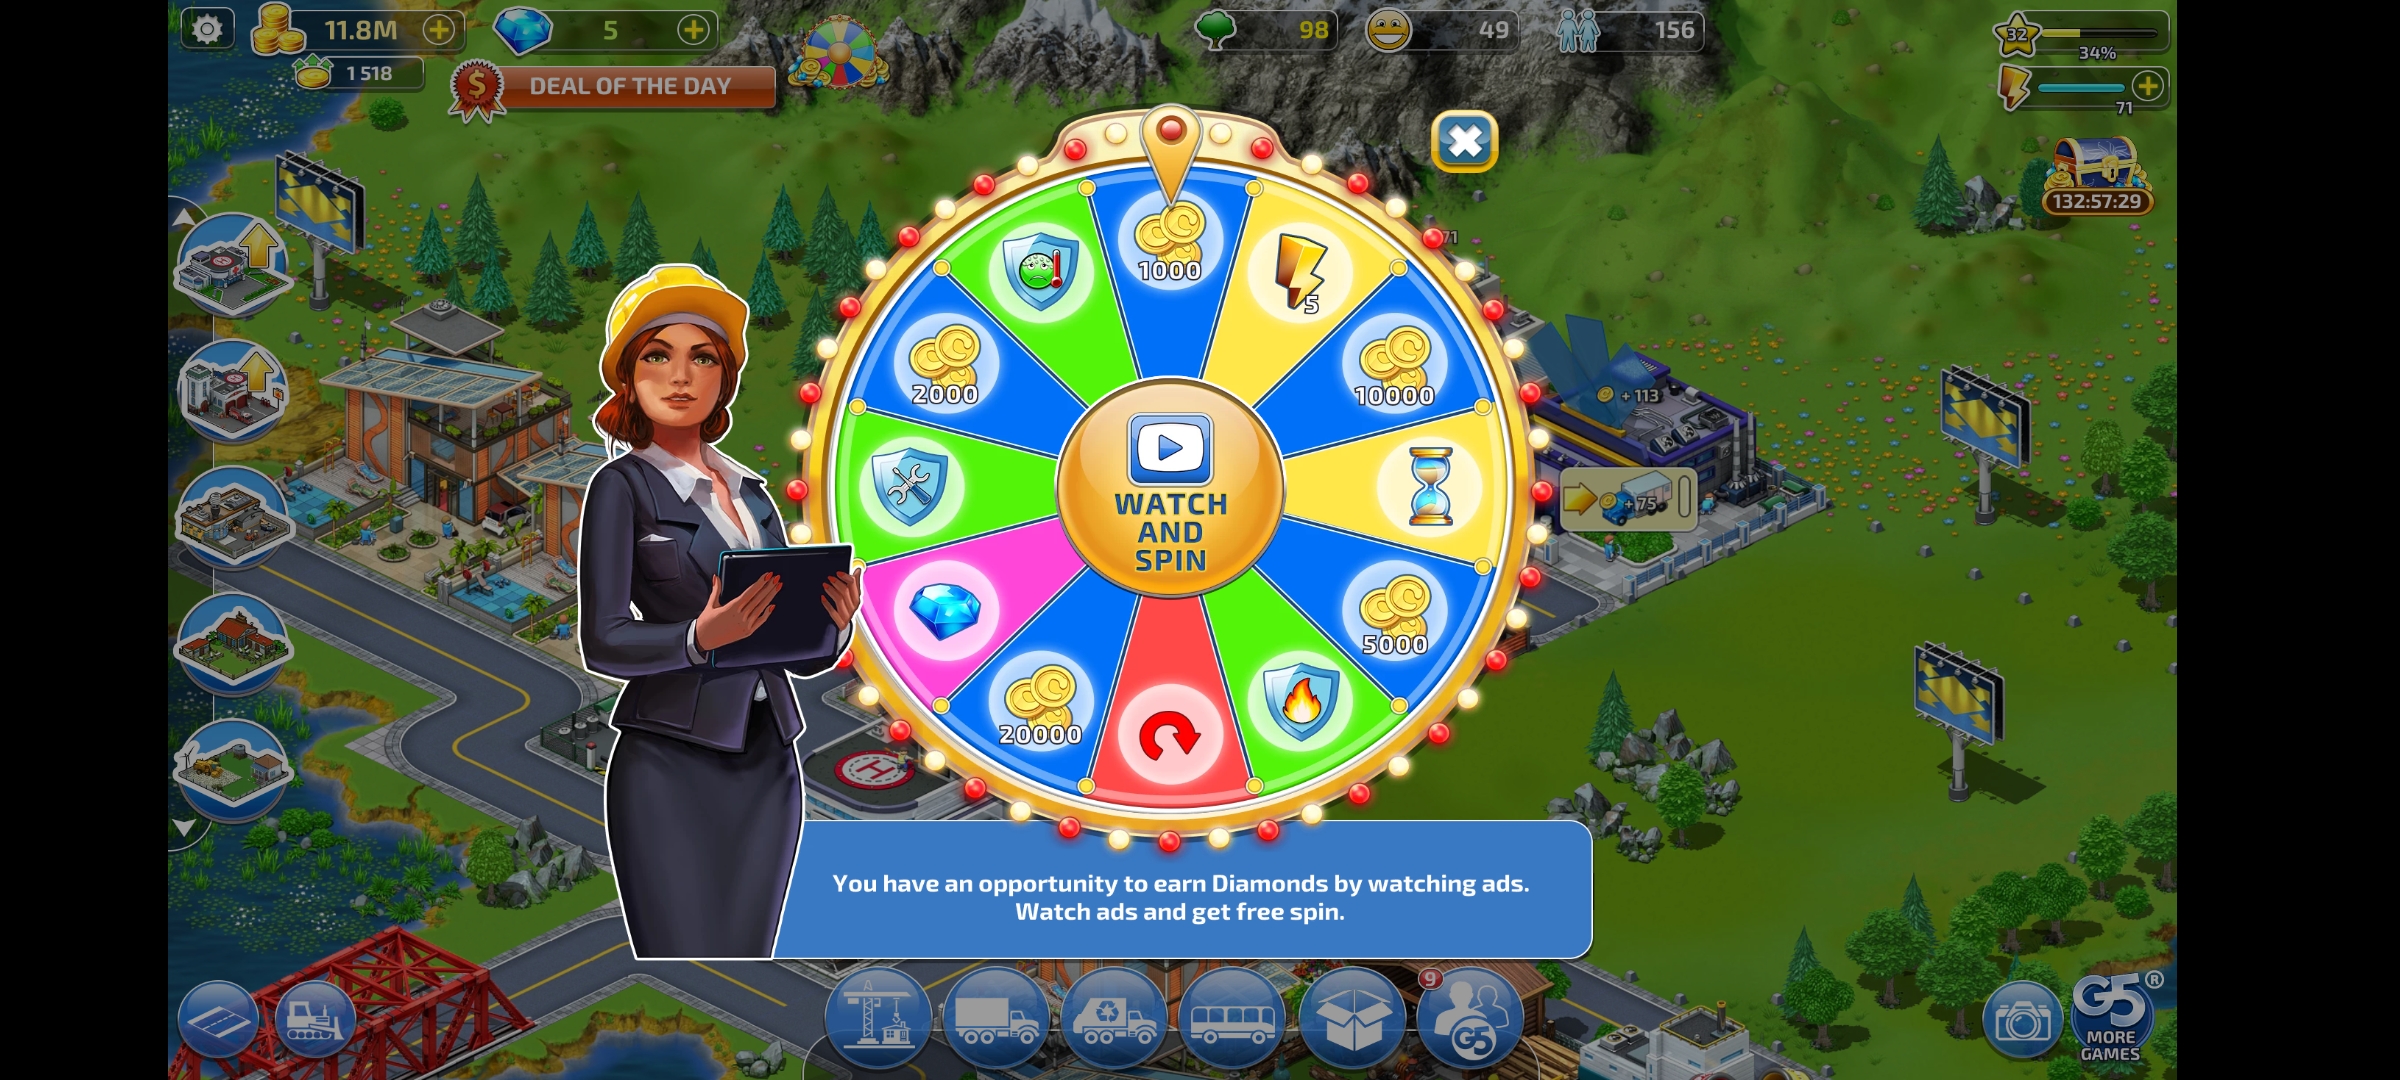 11.8M
5
98
49
156
32
34%
1 518
DEAL OF THE DAY
71
132:57:29
71
1000
5
2000
10000
+113
+75
WATCH
AND
SPIN
5000
20000
H
You have an opportunity to earn Diamonds by watching ads.
Watch ads and get free spin.
9
G5
G5®
MORE
GAMES